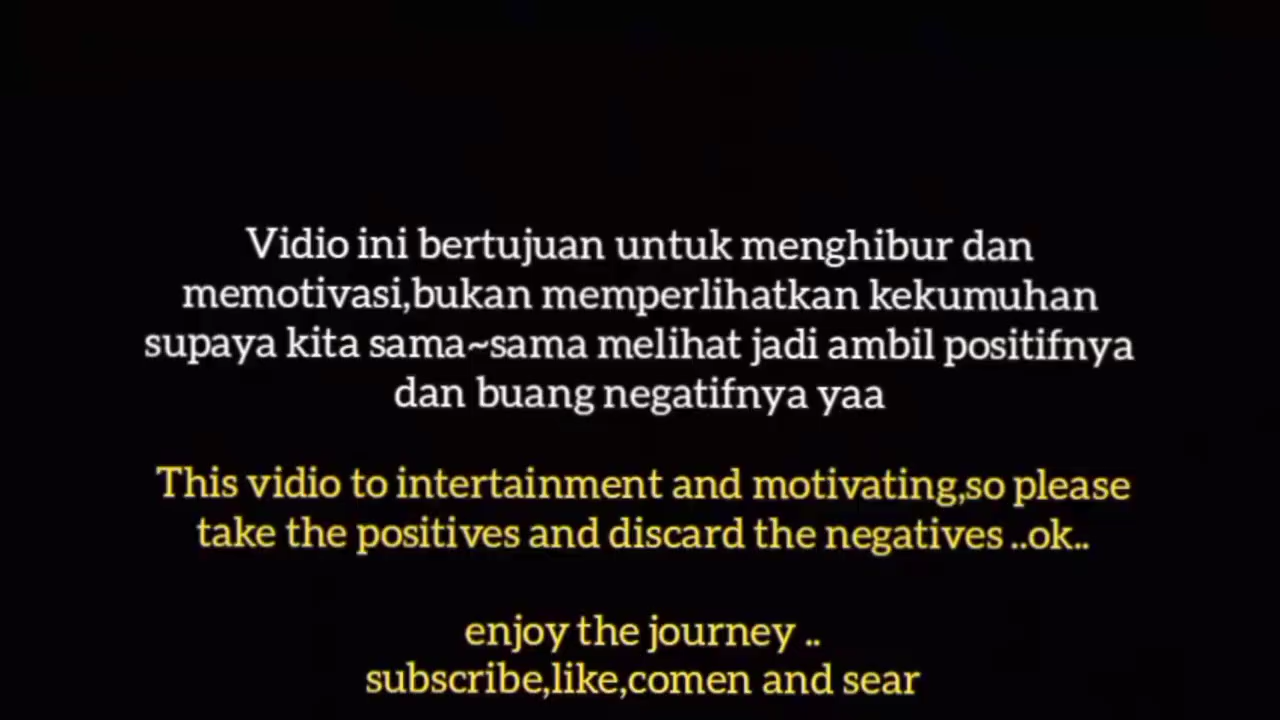 Vidio ini bertujuan untuk menghibur dan
memotivasi,bukan memperlihatkan kekumuhan
supaya kita sama~sama melihat jadi ambil positifnya
dan buang negatifnya yaa
This vidio to intertainment and motivating,so please
take the positives and discard the negatives ..ok..
enjoy the journey ..
subscribe,like,comen and sear